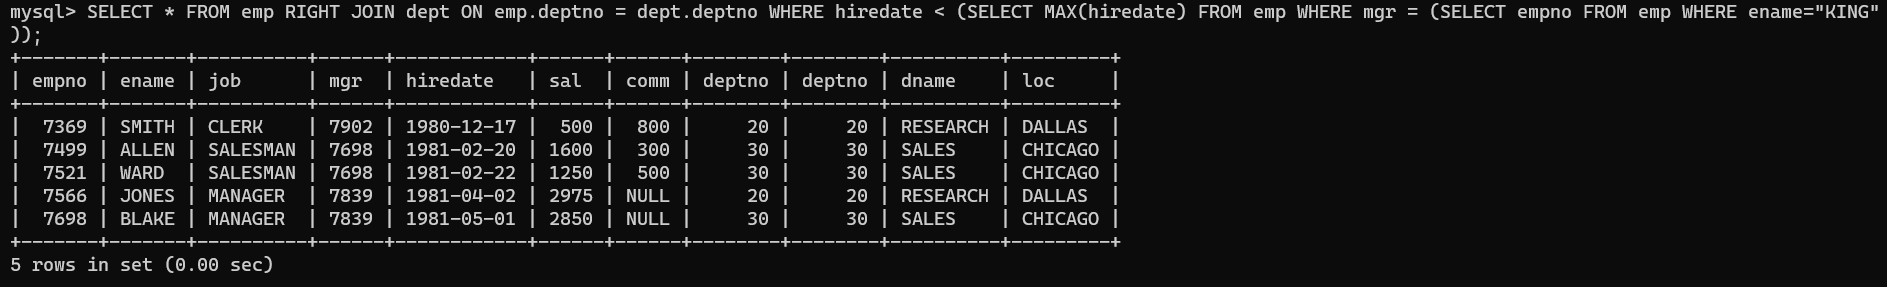 mysql> SELECT * FROM emp RIGHT JOIN dept ON emp.deptno = dept.deptno WHERE hiredate < (SELECT MAX(hiredate) FROM emp WHERE mgr = (SELECT empno FROM emp WHERE ename="KING"
));
+-------+-------+----------+------+------------+------+------+--------+--------+----------+---------+
| empno | ename | job      | mgr  | hiredate   | sal  | comm | deptno | deptno | dname    | loc     |
+-------+-------+----------+------+------------+------+------+--------+--------+----------+---------+
|  7369 | SMITH | CLERK    | 7902 | 1980-12-17 |  500 |  800 |     20 |     20 | RESEARCH | DALLAS  |
|  7499 | ALLEN | SALESMAN | 7698 | 1981-02-20 | 1600 |  300 |     30 |     30 | SALES    | CHICAGO |
|  7521 | WARD  | SALESMAN | 7698 | 1981-02-22 | 1250 |  500 |     30 |     30 | SALES    | CHICAGO |
|  7566 | JONES | MANAGER  | 7839 | 1981-04-02 | 2975 | NULL |     20 |     20 | RESEARCH | DALLAS  |
|  7698 | BLAKE | MANAGER  | 7839 | 1981-05-01 | 2850 | NULL |     30 |     30 | SALES    | CHICAGO |
+-------+-------+----------+------+------------+------+------+--------+--------+----------+---------+
5 rows in set (0.00 sec)